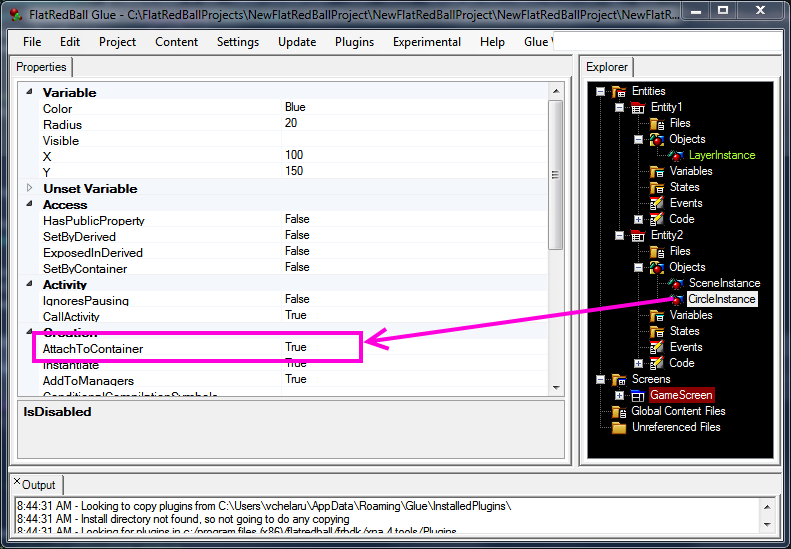 FlatRedBall Glue - C:\FlatRedBallProjects\NewFlatRedBallProject\NewFlatRedBallProject\NewFlatRedBallProject\NewFlatR...
File Edit Project Content Settings Update Plugins Experimental Help Glue
Properties
Variable
Color Blue
Radius 20
Visible
X 100
Y 150
Unset Variable
Access
HasPublicProperty False
SetByDerived False
ExposedInDerived False
SetByContainer False
Activity
IgnoresPausing False
CallActivity True
Creation
AttachToContainer True
Instantiate True
AddToManagers True
ConditionalCompilationSymbols
IsDisabled
Explorer
Entities
Entity1
Files
Objects
LayerInstance
Variables
States
Events
Code
Entity2
Files
Objects
SceneInstance
CircleInstance
Variables
States
Events
Code
Screens
GameScreen
Global Content Files
Unreferenced Files
Output
8:44:31 AM - Looking to copy plugins from C:\Users\vchelaru\AppData\Roaming\Glue\InstalledPlugins\
8:44:31 AM - Install directory not found, so not going to do any copying
8:44:31 AM - Looking for plugins in c:/program files (x86)/flatredball/frbdk/xna 4 tools/Plugins